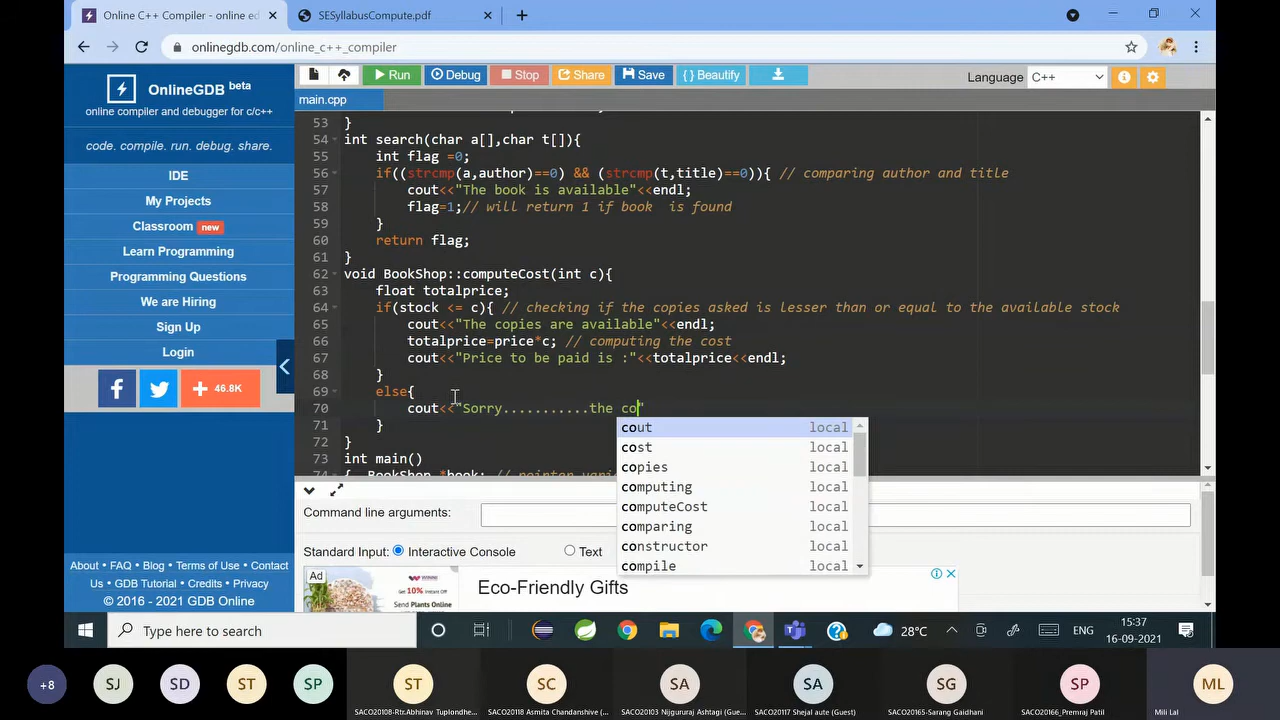 Online C++ Compiler - online ed
SESyllabusCompute.pdf
onlinegdb.com/online_c++_compiler
OnlineGDB beta
online compiler and debugger for c/c++
code. compile. run. debug. share.
IDE
My Projects
Classroom new
Learn Programming
Programming Questions
We are Hiring
Sign Up
Login
46.8K
About • FAQ • Blog • Terms of Use • Contact
Us • GDB Tutorial • Credits • Privacy
© 2016 - 2021 GDB Online
Run
Debug
Stop
Share
Save
{ } Beautify
Language C++
main.cpp
53 }
54 int search(char a[],char t[]){
55 int flag =0;
56 if((strcmp(a,author)==0) && (strcmp(t,title)==0)){ // comparing author and title
57 cout<<"The book is available"<<endl;
58 flag=1;// will return 1 if book  is found
59 }
60 return flag;
61 }
62 void BookShop::computeCost(int c){
63 float totalprice;
64 if(stock <= c){ // checking if the copies asked is lesser than or equal to the available stock
65 cout<<"The copies are available"<<endl;
66 totalprice=price*c; // computing the cost
67 cout<<"Price to be paid is :"<<totalprice<<endl;
68 }
69 else{
70 cout<<"Sorry...........the co"
71 }
72 }
73 int main()
74 { BookShop *book; // pointer vari
cout local
cost local
copies local
computing local
computeCost local
comparing local
constructor local
compile local
Command line arguments:
Standard Input: Interactive Console Text
Ad
Get 10% Instant Off
Send Plants Online
Eco-Friendly Gifts
Type here to search
28°C
ENG
15:37
16-09-2021
+8
SJ
SD
ST
SP
ST
SACO20108-Rtr.Abhinav Tuplondhe...
SC
SACO20118 Asmita Chandanshive (...
SA
SACO20103 Nijgururaj Ashtagi (Gue...
SA
SACO20117 Shejal aute (Guest)
SG
SACO20165-Sarang Gaidhani
SP
SACO20166_Premraj Patil
ML
Mili Lal